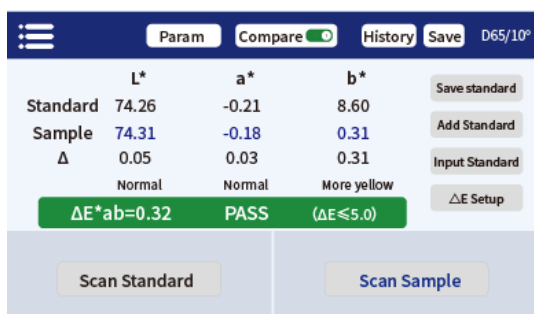 Param Compare History Save D65/10°
L* a* b*
Standard 74.26 -0.21 8.60
Sample 74.31 -0.18 0.31
Δ 0.05 0.03 0.31
Normal Normal More yellow
ΔE*ab=0.32 PASS (ΔE≤5.0)
Save standard
Add Standard
Input Standard
△E Setup
Scan Standard Scan Sample